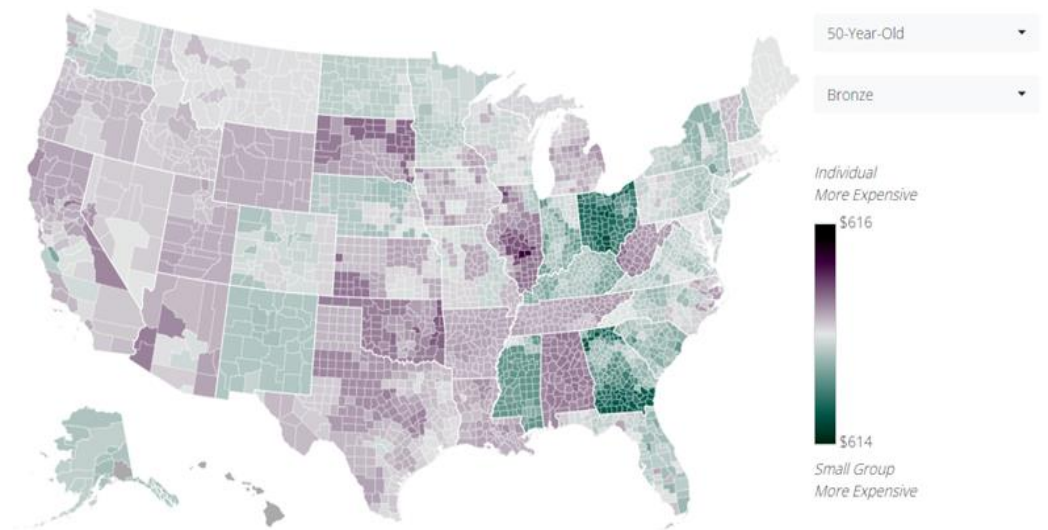 50-Year-Old
Bronze
Individual
More Expensive
$616
$614
Small Group
More Expensive